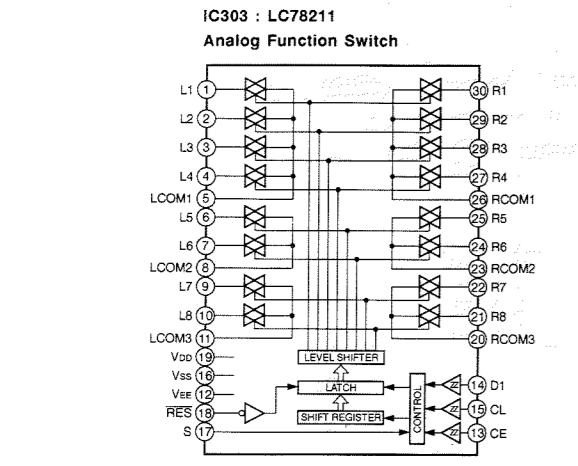 IC303 : LC78211
Analog Function Switch
L1 1 30 R1
L2 2 29 R2
L3 3 28 R3
L4 4 27 R4
LCOM1 5 26 RCOM1
L5 6 25 R5
L6 7 24 R6
LCOM2 8 23 RCOM2
L7 9 22 R7
L8 10 21 R8
LCOM3 11 20 RCOM3
VDD 19 LEVEL SHIFTER
VSS 16 LATCH 14 D1
VEE 12 CONTROL 15 CL
RES 18 SHIFT REGISTER
S 17 13 CE